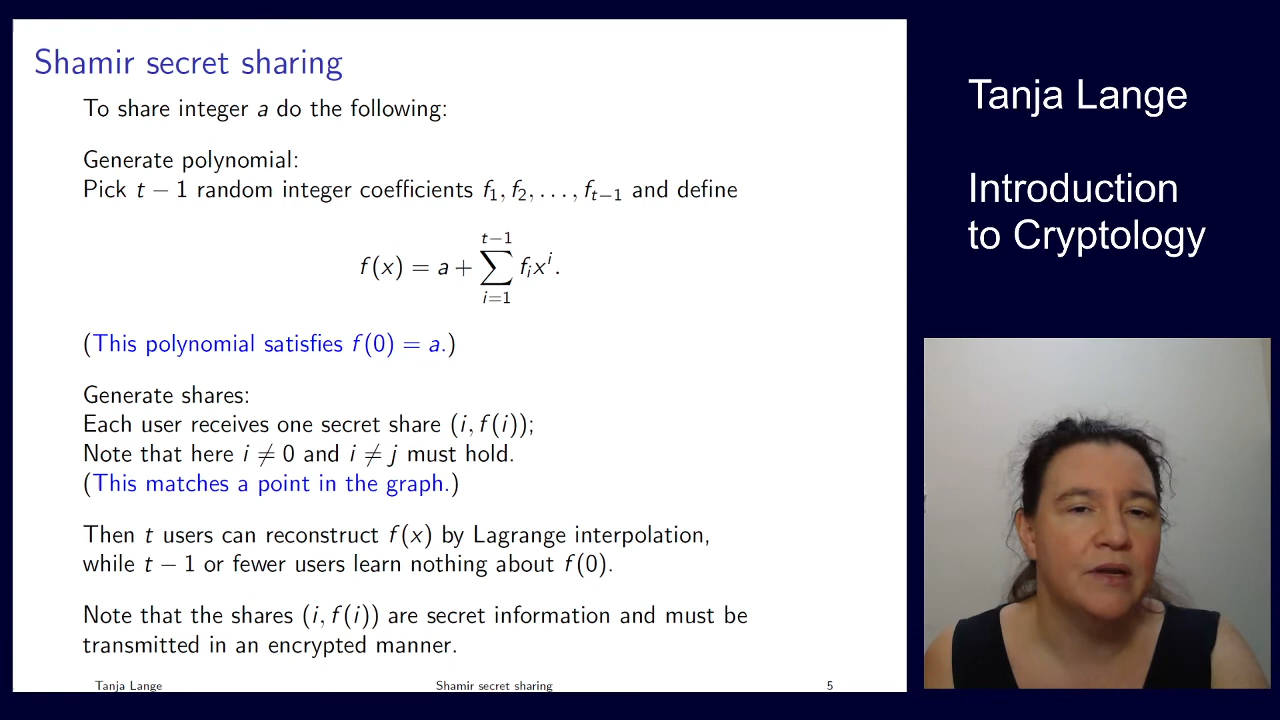 Shamir secret sharing
To share integer a do the following:
Generate polynomial:
Pick t − 1 random integer coefficients f₁, f₂, . . . , fₜ₋₁ and define
f(x) = a + ∑_{i=1}^{t−1} fᵢxⁱ.
(This polynomial satisfies f(0) = a.)
Generate shares:
Each user receives one secret share (i, f(i));
Note that here i ≠ 0 and i ≠ j must hold.
(This matches a point in the graph.)
Then t users can reconstruct f(x) by Lagrange interpolation,
while t − 1 or fewer users learn nothing about f(0).
Note that the shares (i, f(i)) are secret information and must be
transmitted in an encrypted manner.
Tanja Lange
Shamir secret sharing
5
Tanja Lange
Introduction
to Cryptology